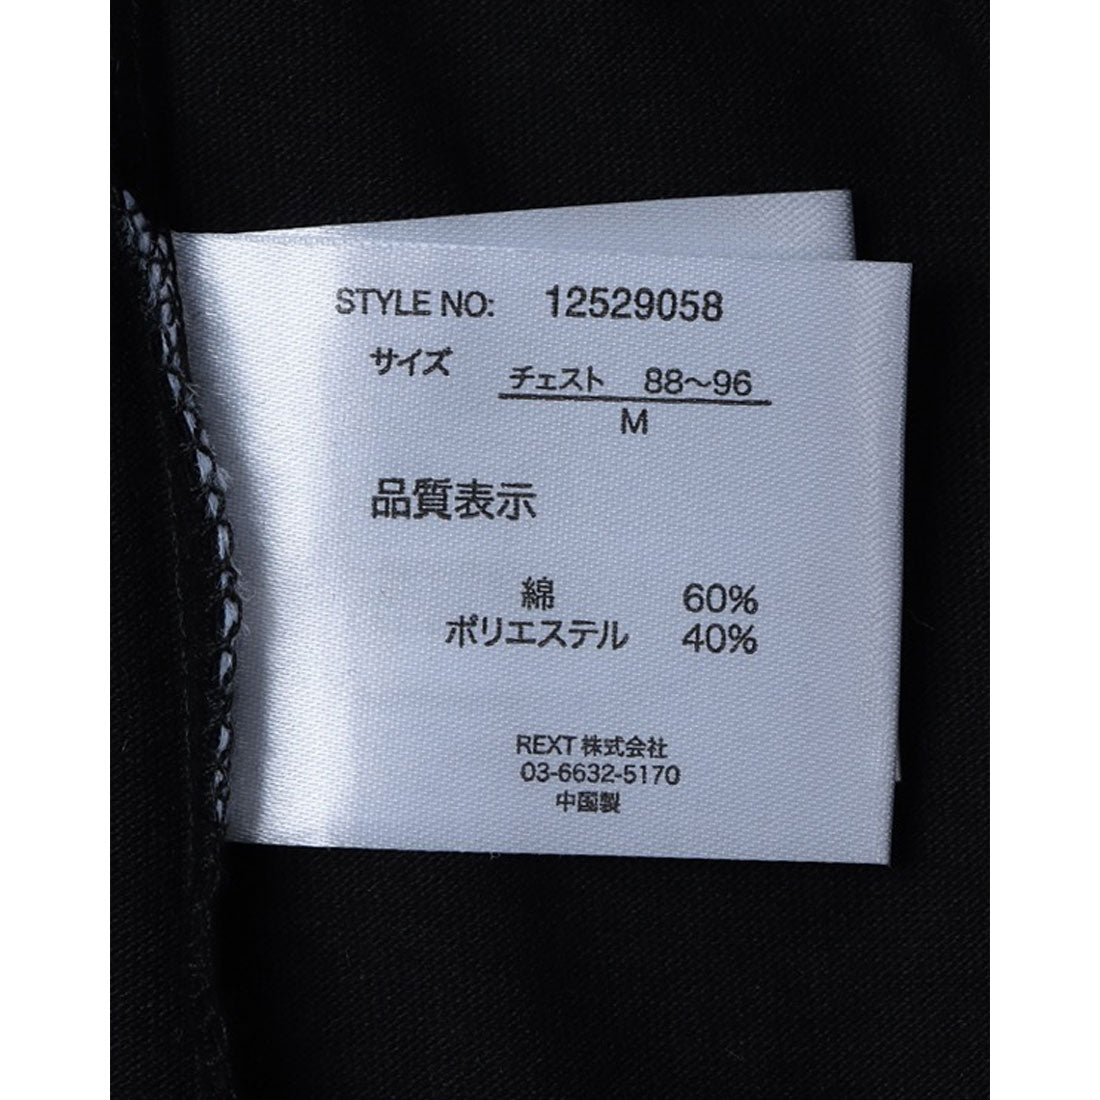 STYLE NO: 12529058
サイズ チェスト 88～96
M
品質表示
綿 60%
ポリエステル 40%
REXT 株式会社
03-6632-5170
中国製